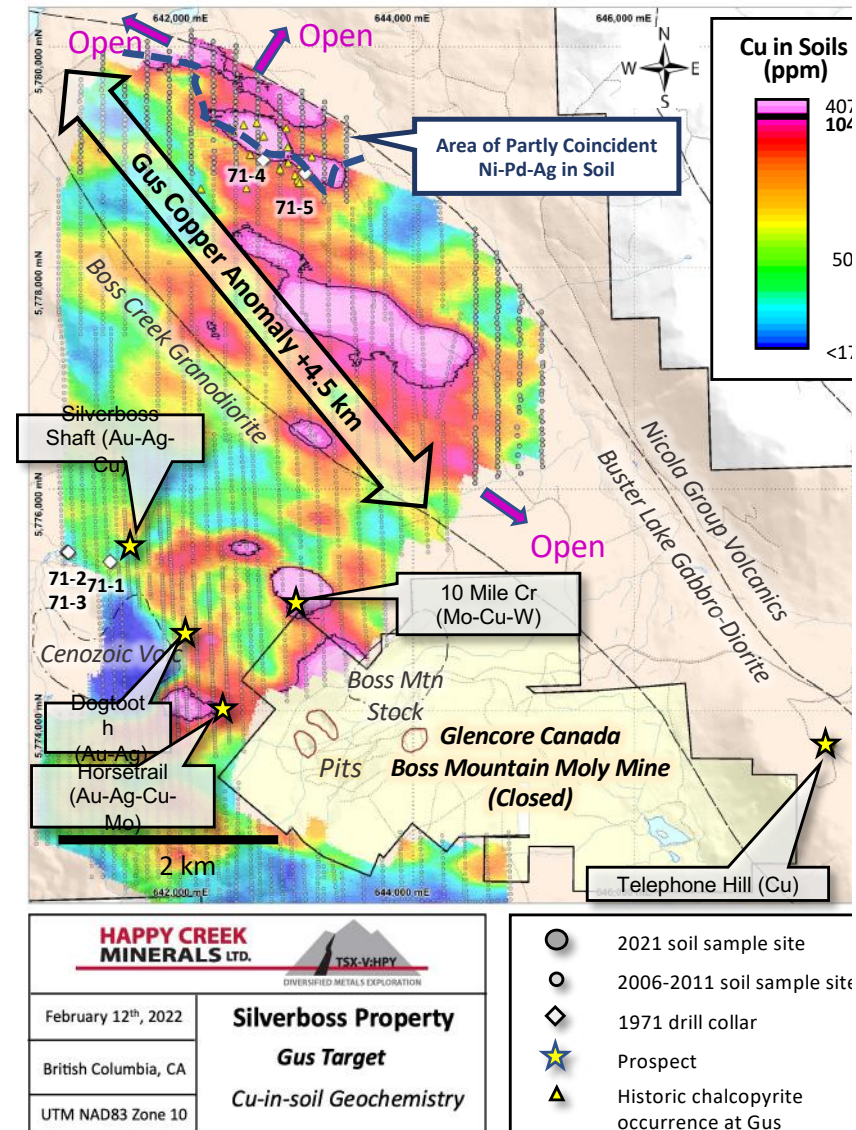 642,000 mE
644,000 mE
646,000 mE
Open
Open
N
W
E
S
Cu in Soils
(ppm)
407
104
50
<17
5,780,000 mN
Area of Partly Coincident
Ni-Pd-Ag in Soil
71-4
71-5
Gus Copper Anomaly +4.5 km
5,778,000 mN
Boss Creek Granodiorite
Silverboss
Shaft (Au-Ag-
Cu)
Nicola Group Volcanics
Buster Lake Gabbro-Diorite
5,776,000 mN
Open
71-2
71-1
71-3
10 Mile Cr
(Mo-Cu-W)
Cenozoic Volc
Boss Mtn
Stock
Dogtoot
h
(Au-Ag)
5,774,000 mN
Pits
Glencore Canada
Boss Mountain Moly Mine
(Closed)
Horsetrail
(Au-Ag-Cu-
Mo)
2 km
Telephone Hill (Cu)
642,000 mE
644,000 mE
646,000 mE
HAPPY CREEK
MINERALS LTD.
TSX-V:HPY
DIVERSIFIED METALS EXPLORATION
February 12th, 2022
British Columbia, CA
UTM NAD83 Zone 10
Silverboss Property
Gus Target
Cu-in-soil Geochemistry
2021 soil sample site
2006-2011 soil sample site
1971 drill collar
Prospect
Historic chalcopyrite
occurrence at Gus